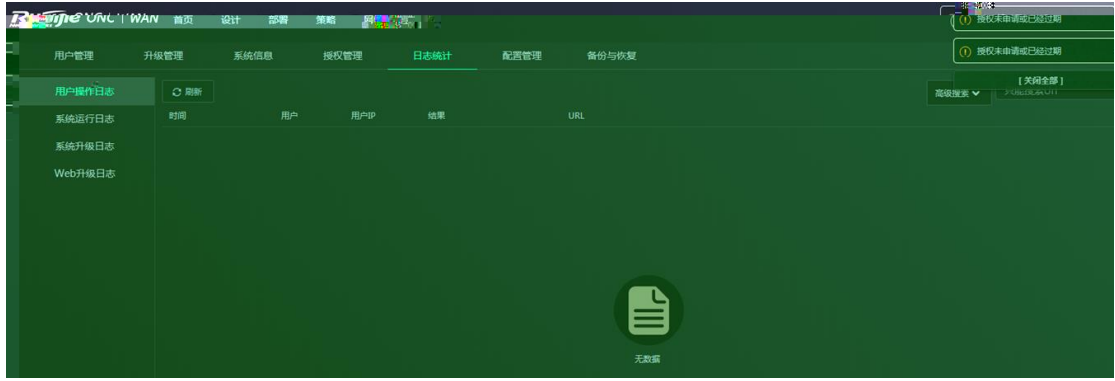 Ruijie UNC | WAN 首页 设计 部署 策略
授权未申请或已经过期
用户管理 升级管理 系统信息 授权管理 日志统计 配置管理 备份与恢复
授权未申请或已经过期
[ 关闭全部 ]
用户操作日志 刷新 高级搜索
时间 用户 用户IP 结果 URL
系统运行日志
系统升级日志
Web升级日志
无数据